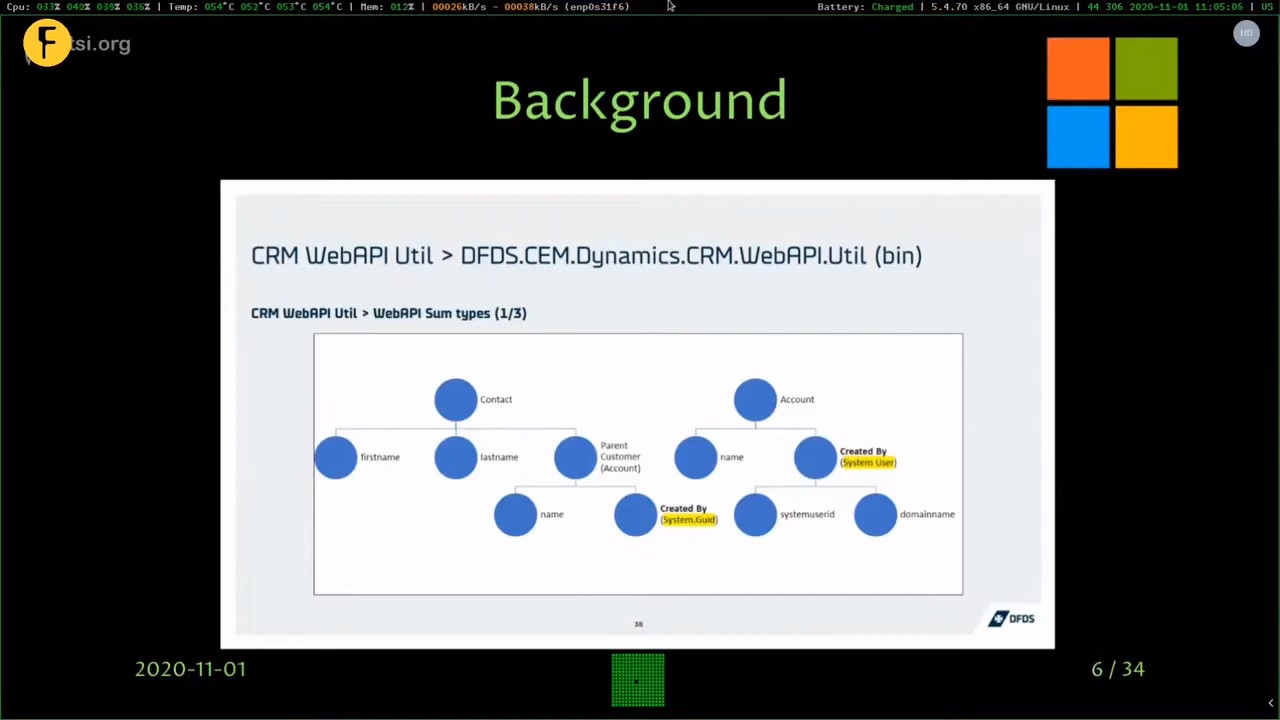 Cpu: 033% 040% 039% 036% | Temp: 054°C 052°C 053°C 054°C | Mem: 012% | 00026kB/s - 00038kB/s (enp0s31f6)
Battery: Charged | 5.4.70 x86_64 GNU/Linux | 44 306 2020-11-01 11:05:06 | VS
F
tsi.org
HD
Background
CRM WebAPI Util > DFDS.CEM.Dynamics.CRM.WebAPI.Util (bin)
CRM WebAPI Util > WebAPI Sum types (1/3)
Contact
Account
firstname
lastname
Parent
Customer
(Account)
name
Created By
(System User)
name
Created By
(System.Guid)
systemuserid
domainname
36
DFDS
2020-11-01
6 / 34